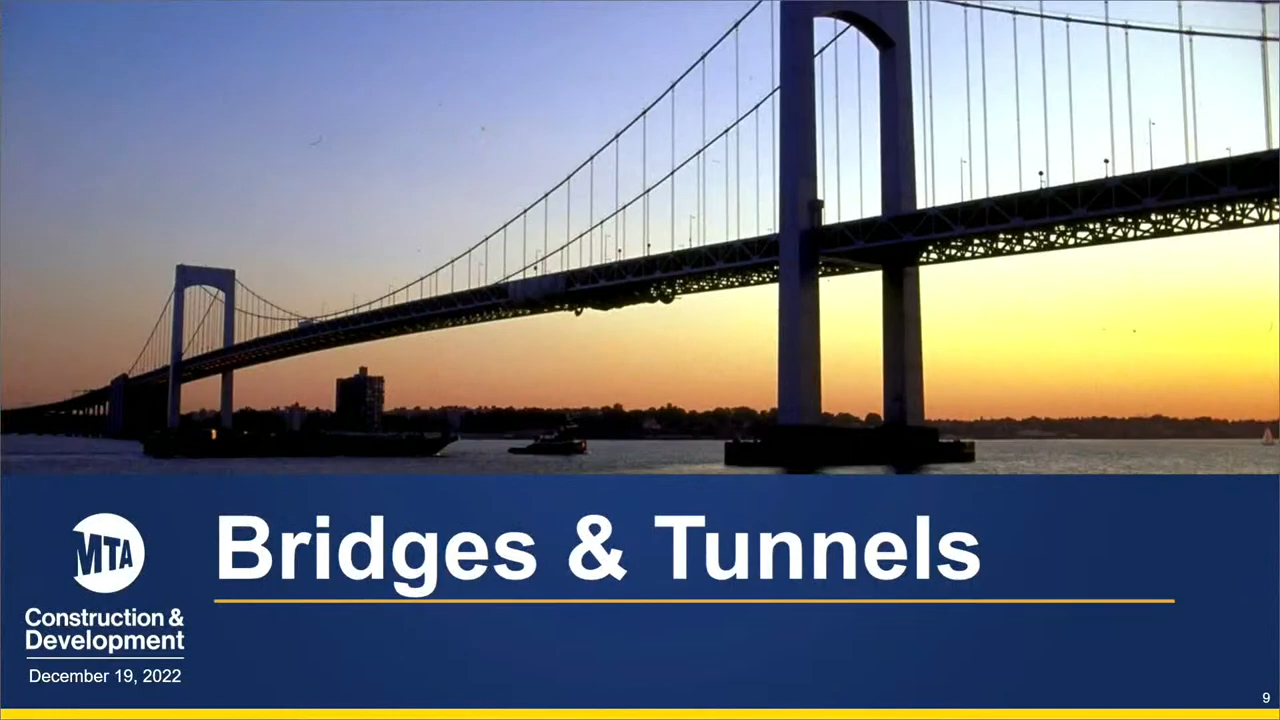 Bridges & Tunnels
MTA
Construction &
Development
December 19, 2022
9